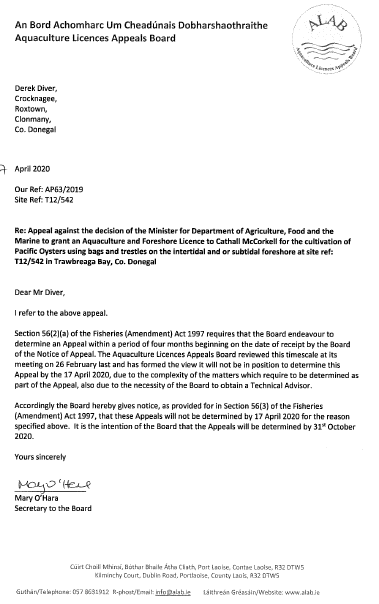 An Bord Achomharc Um Cheadúnais Dobharshaothraithe
Aquaculture Licences Appeals Board
ALAB
Aquaculture Licences Appeals Board
Derek Diver,
Crocknagee,
Roxtown,
Clonmany,
Co. Donegal
April 2020
Our Ref: AP63/2019
Site Ref: T12/542
Re: Appeal against the decision of the Minister for Department of Agriculture, Food and the
Marine to grant an Aquaculture and Foreshore Licence to Cathall McCorkell for the cultivation of
Pacific Oysters using bags and trestles on the intertidal and or subtidal foreshore at site ref:
T12/542 in Trawbreaga Bay, Co. Donegal
Dear Mr Diver,
I refer to the above appeal.
Section 56(2)(a) of the Fisheries (Amendment) Act 1997 requires that the Board endeavour to
determine an Appeal within a period of four months beginning on the date of receipt by the Board
of the Notice of Appeal. The Aquaculture Licences Appeals Board reviewed this timescale at its
meeting on 26 February last and has formed the view it will not be in position to determine this
Appeal by the 17 April 2020, due to the complexity of the matters which require to be determined as
part of the Appeal, also due to the necessity of the Board to obtain a Technical Advisor.
Accordingly the Board hereby gives notice, as provided for in Section 56(3) of the Fisheries
(Amendment) Act 1997, that these Appeals will not be determined by 17 April 2020 for the reason
specified above. It is the intention of the Board that the Appeals will be determined by 31st October
2020.
Yours sincerely
Mary O'Hara
Mary O'Hara
Secretary to the Board
Cúirt Choill Mhinsí, Bóthar Bhaile Átha Cliath, Port Laoise, Contae Laoise, R32 DTW5
Kilminchy Court, Dublin Road, Portlaoise, County Laois, R32 DTW5
Guthán/Telephone: 057 8631912 R-phost/Email: info@alab.ie Láithreán Gréasáin/Website: www.alab.ie